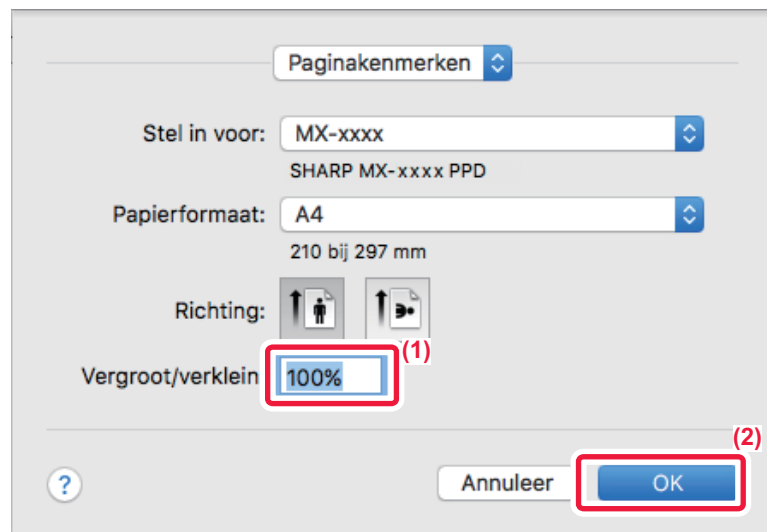 Paginakenmerken
Stel in voor: MX-xxxx
SHARP MX-xxxx PPD
Papierformaat: A4
210 bij 297 mm
Richting:
(1)
Vergroot/verklein 100%
(2)
? Annuleer OK